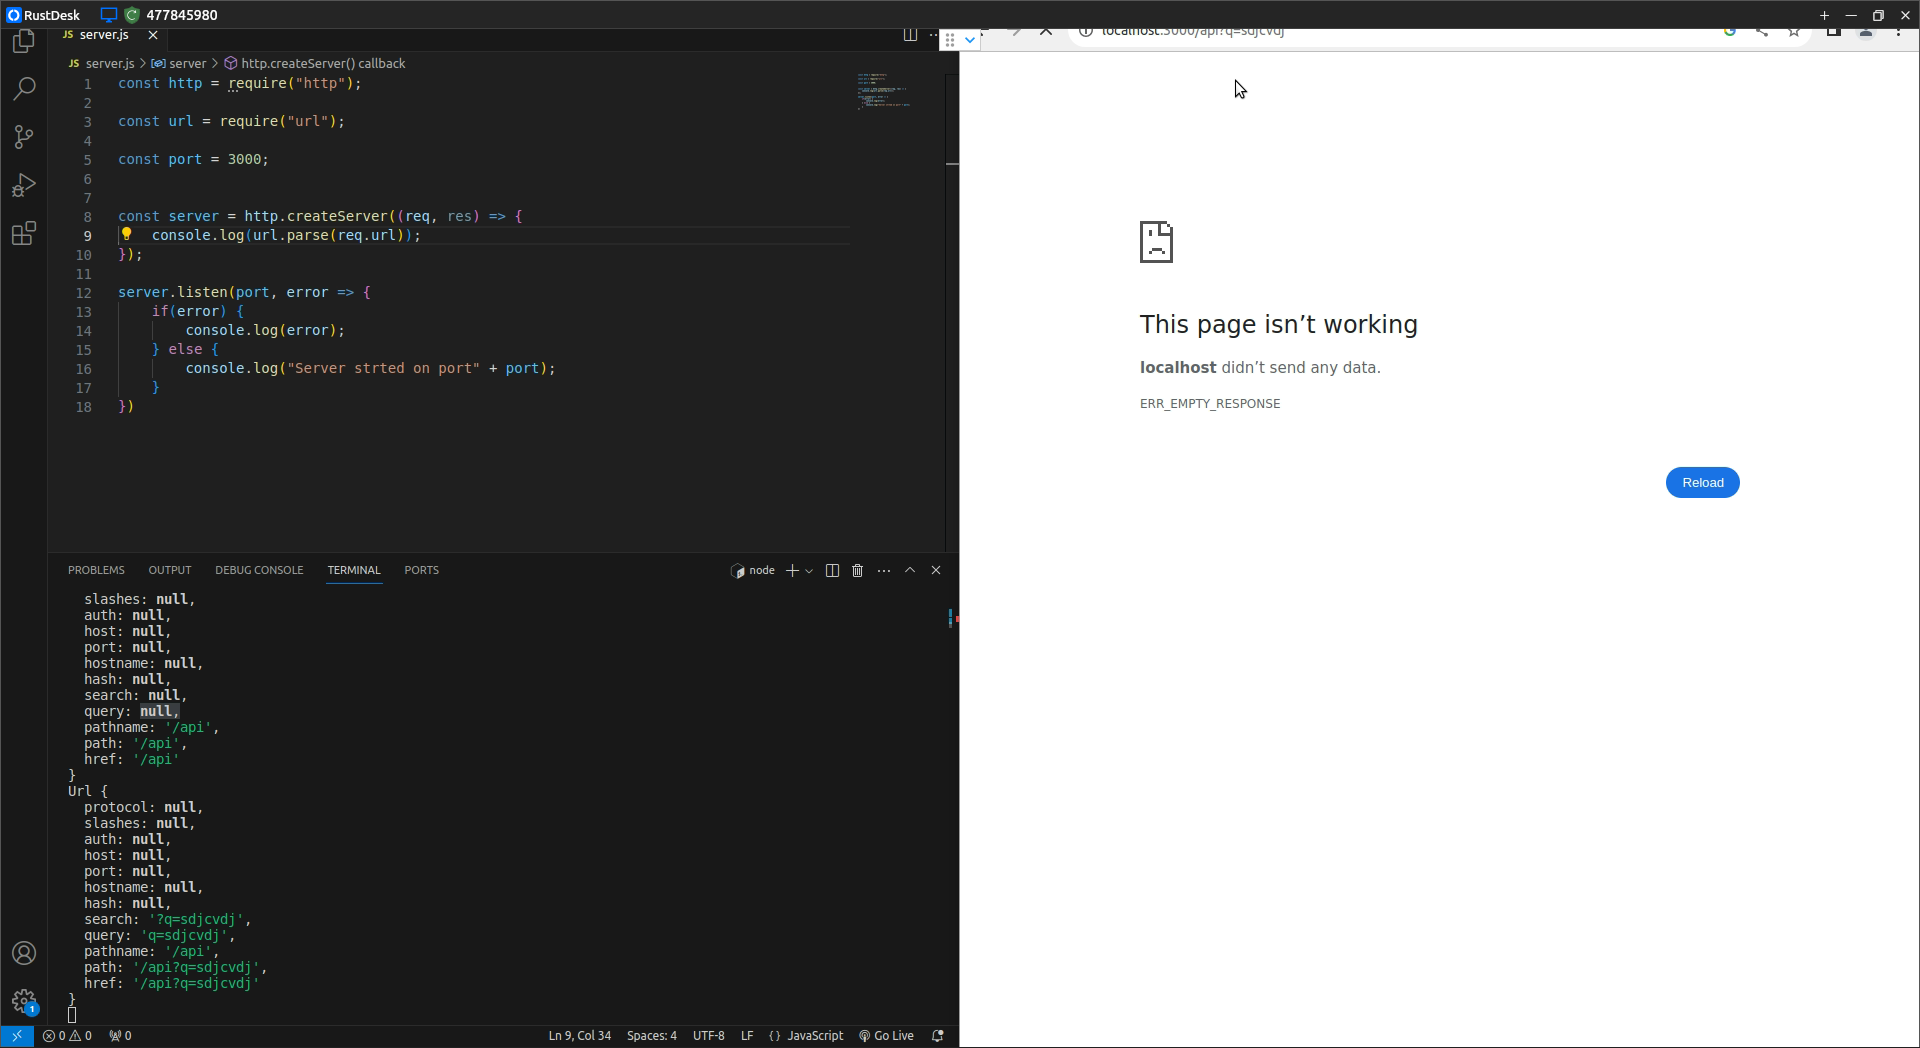 RustDesk 477845980
JS server.js
localhost:3000/api?q=sdjcvdj
JS server.js > server > http.createServer() callback
1 const http = require("http");
2
3 const url = require("url");
4
5 const port = 3000;
6
7
8 const server = http.createServer((req, res) => {
9 console.log(url.parse(req.url));
10 });
11
12 server.listen(port, error => {
13 if(error) {
14 console.log(error);
15 } else {
16 console.log("Server strted on port" + port);
17 }
18 })
This page isn’t working
localhost didn’t send any data.
ERR_EMPTY_RESPONSE
Reload
PROBLEMS OUTPUT DEBUG CONSOLE TERMINAL PORTS node
slashes: null,
auth: null,
host: null,
port: null,
hostname: null,
hash: null,
search: null,
query: null,
pathname: '/api',
path: '/api',
href: '/api'
}
Url {
protocol: null,
slashes: null,
auth: null,
host: null,
port: null,
hostname: null,
hash: null,
search: '?q=sdjcvdj',
query: 'q=sdjcvdj',
pathname: '/api',
path: '/api?q=sdjcvdj',
href: '/api?q=sdjcvdj'
}
1
0 0 0 Ln 9, Col 34 Spaces: 4 UTF-8 LF {} JavaScript Go Live